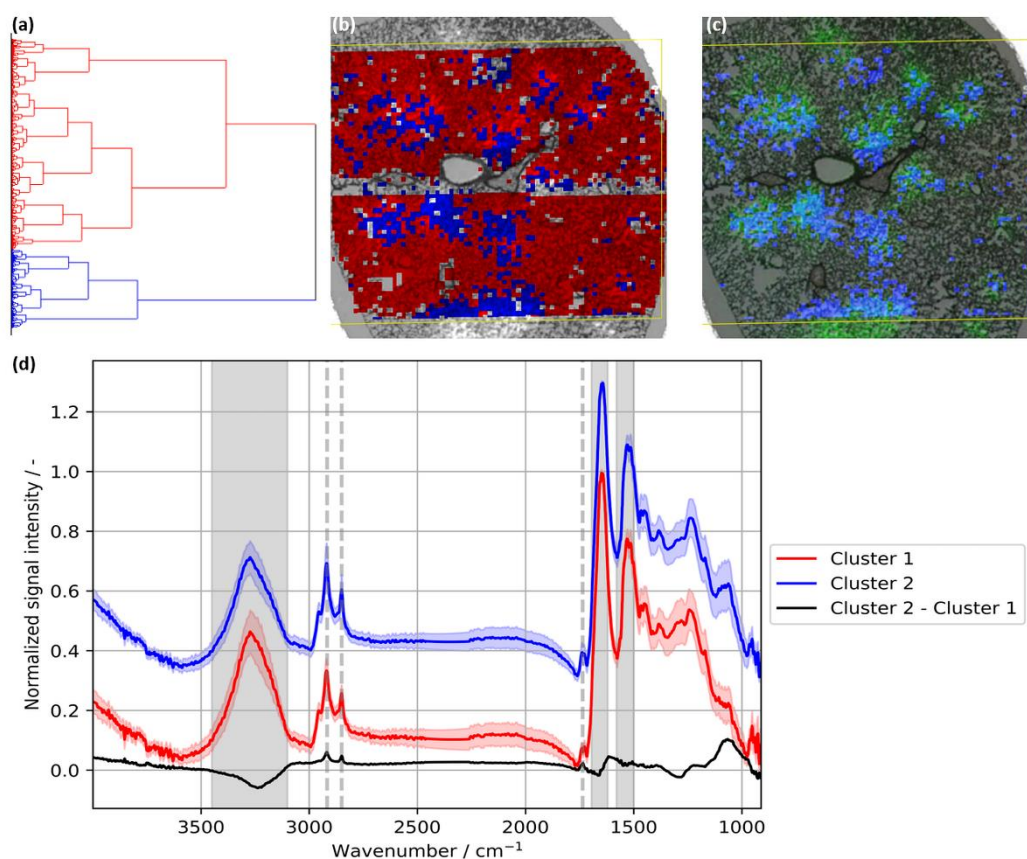 (a)
(b)
(c)
(d)
1.2
1.0
0.8
0.6
0.4
0.2
0.0
Normalized signal intensity / -
3500
3000
2500
2000
1500
1000
Wavenumber / cm⁻¹
Cluster 1
Cluster 2
Cluster 2 - Cluster 1